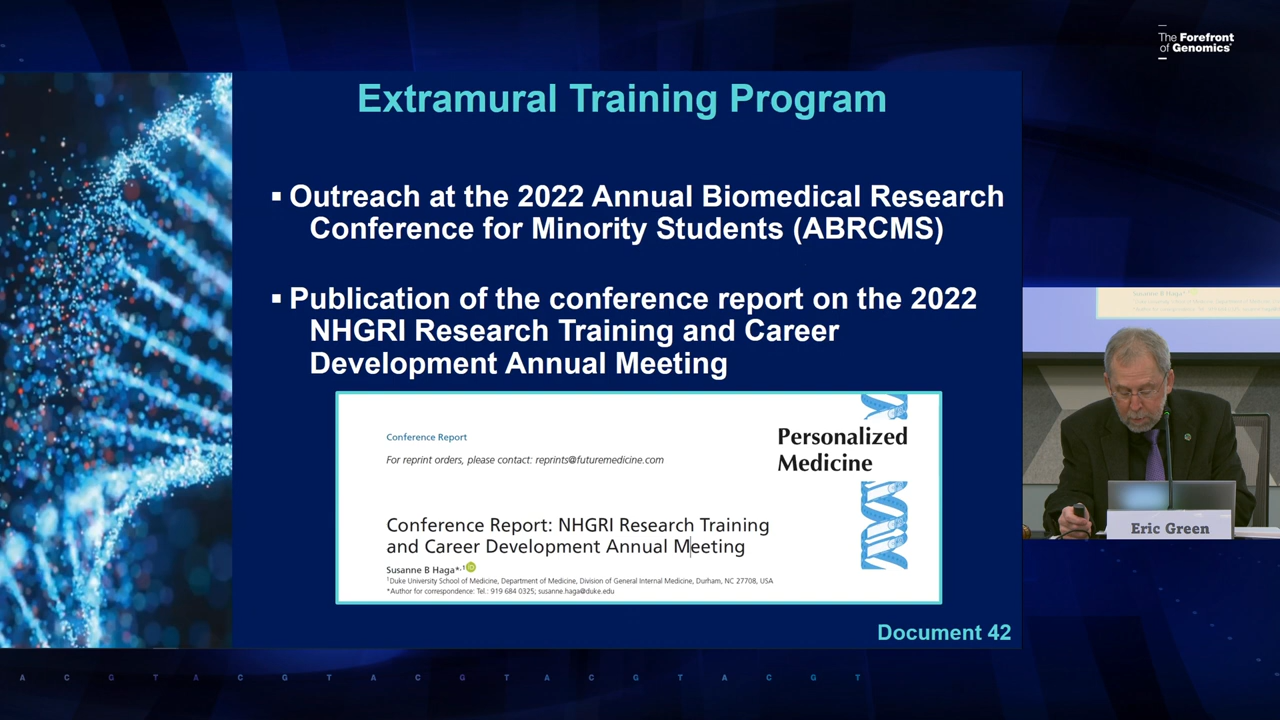 The Forefront
of Genomics®
Extramural Training Program
▪ Outreach at the 2022 Annual Biomedical Research
Conference for Minority Students (ABRCMS)
▪ Publication of the conference report on the 2022
NHGRI Research Training and Career
Development Annual Meeting
Conference Report
For reprint orders, please contact: reprints@futuremedicine.com
Personalized
Medicine
Conference Report: NHGRI Research Training
and Career Development Annual Meeting
Susanne B Haga*,1 iD
1Duke University School of Medicine, Department of Medicine, Division of General Internal Medicine, Durham, NC 27708, USA
*Author for correspondence: Tel.: 919 684 0325; susanne.haga@duke.edu
Document 42
Susanne B Haga
Eric Green
A C G T A C G T A C G T A C G T A C G T